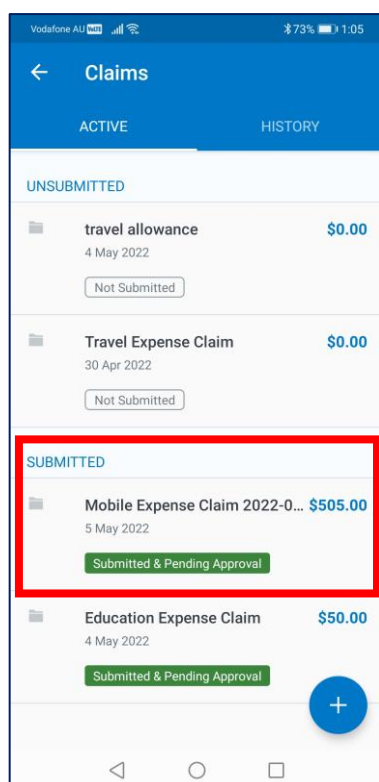 Vodafone AU VoLTE 73% 1:05
Claims
ACTIVE HISTORY
UNSUBMITTED
travel allowance $0.00
4 May 2022
Not Submitted
Travel Expense Claim $0.00
30 Apr 2022
Not Submitted
SUBMITTED
Mobile Expense Claim 2022-0... $505.00
5 May 2022
Submitted & Pending Approval
Education Expense Claim $50.00
4 May 2022
Submitted & Pending Approval
+